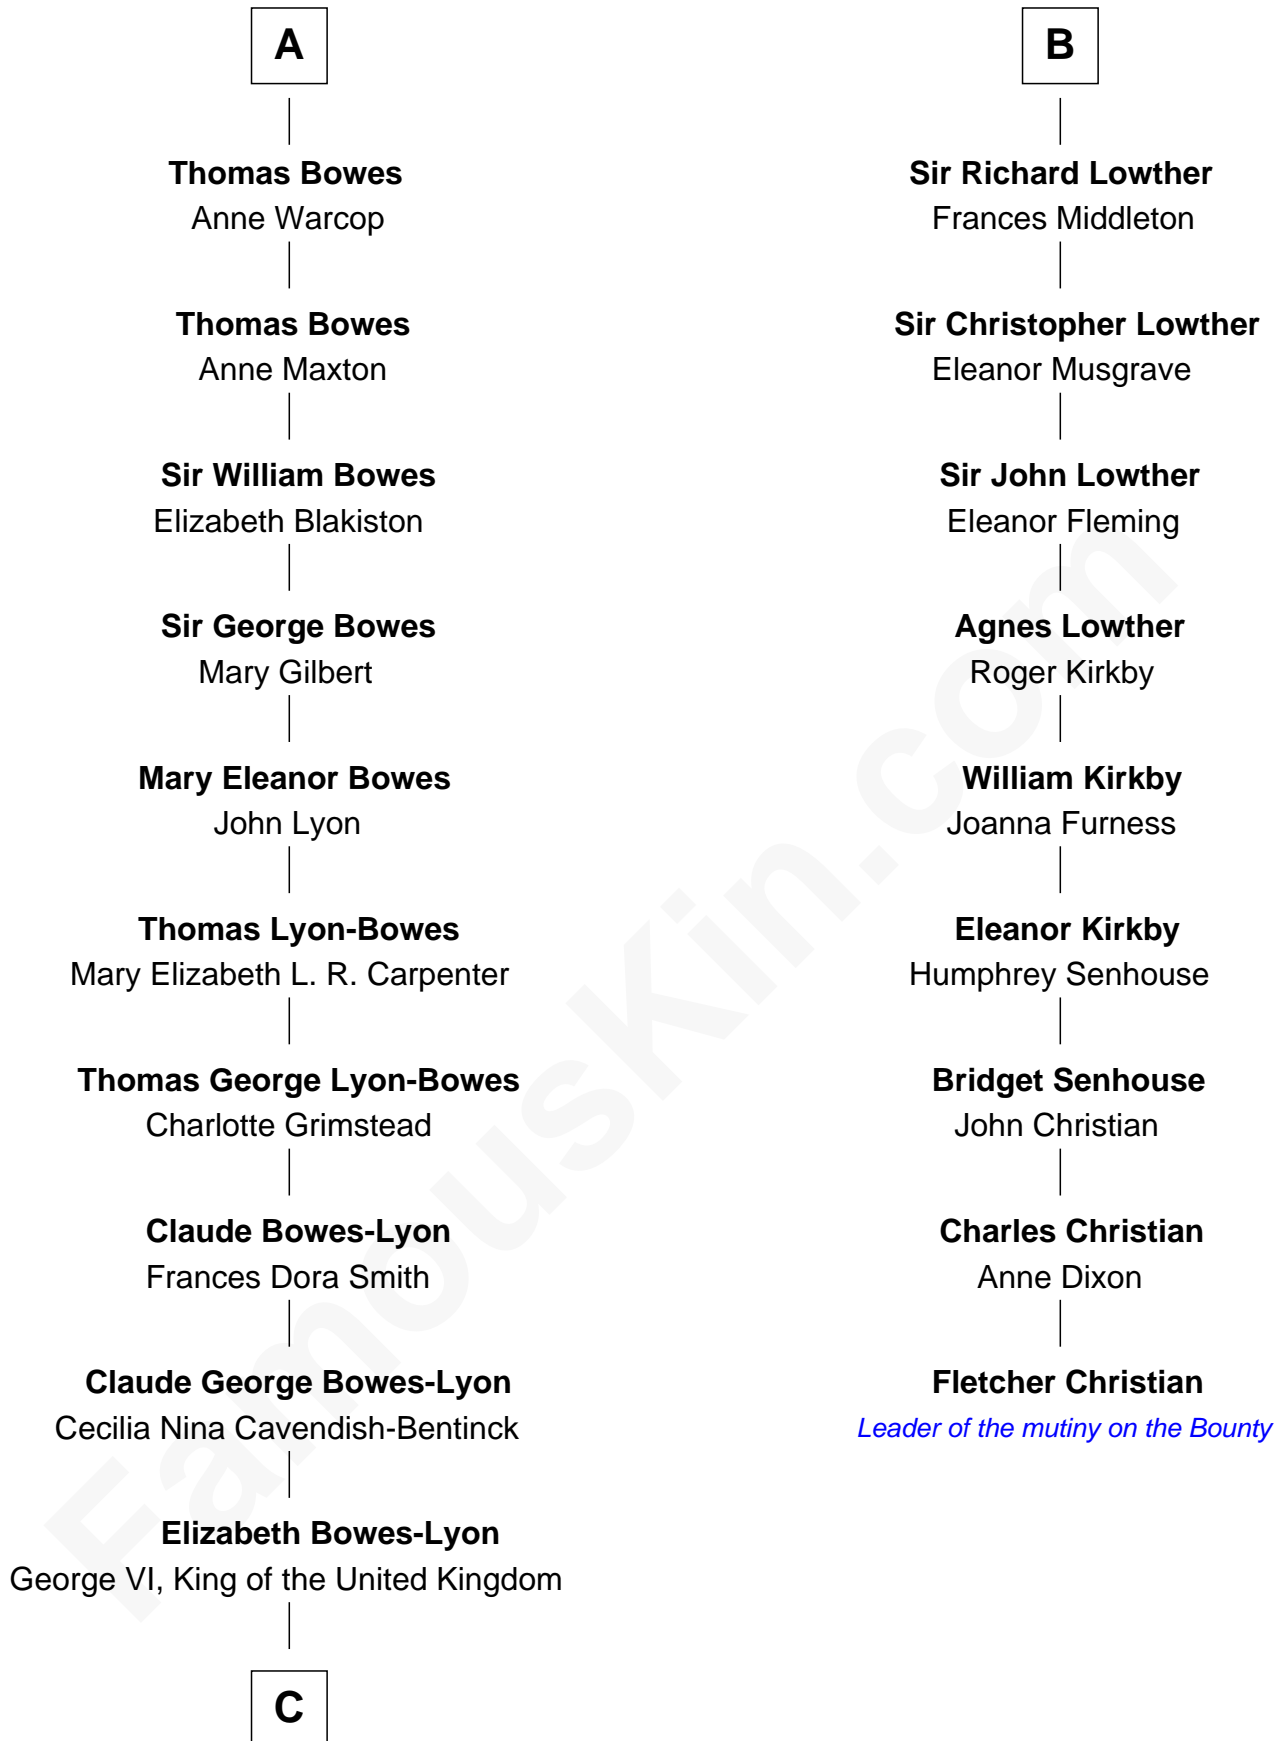 A
Thomas Bowes
Anne Warcop
Thomas Bowes
Anne Maxton
Sir William Bowes
Elizabeth Blakiston
Sir George Bowes
Mary Gilbert
Mary Eleanor Bowes
John Lyon
Thomas Lyon-Bowes
Mary Elizabeth L. R. Carpenter
Thomas George Lyon-Bowes
Charlotte Grimstead
Claude Bowes-Lyon
Frances Dora Smith
Claude George Bowes-Lyon
Cecilia Nina Cavendish-Bentinck
Elizabeth Bowes-Lyon
George VI, King of the United Kingdom
C
B
Sir Richard Lowther
Frances Middleton
Sir Christopher Lowther
Eleanor Musgrave
Sir John Lowther
Eleanor Fleming
Agnes Lowther
Roger Kirkby
William Kirkby
Joanna Furness
Eleanor Kirkby
Humphrey Senhouse
Bridget Senhouse
John Christian
Charles Christian
Anne Dixon
Fletcher Christian
Leader of the mutiny on the Bounty
FamousKin.com